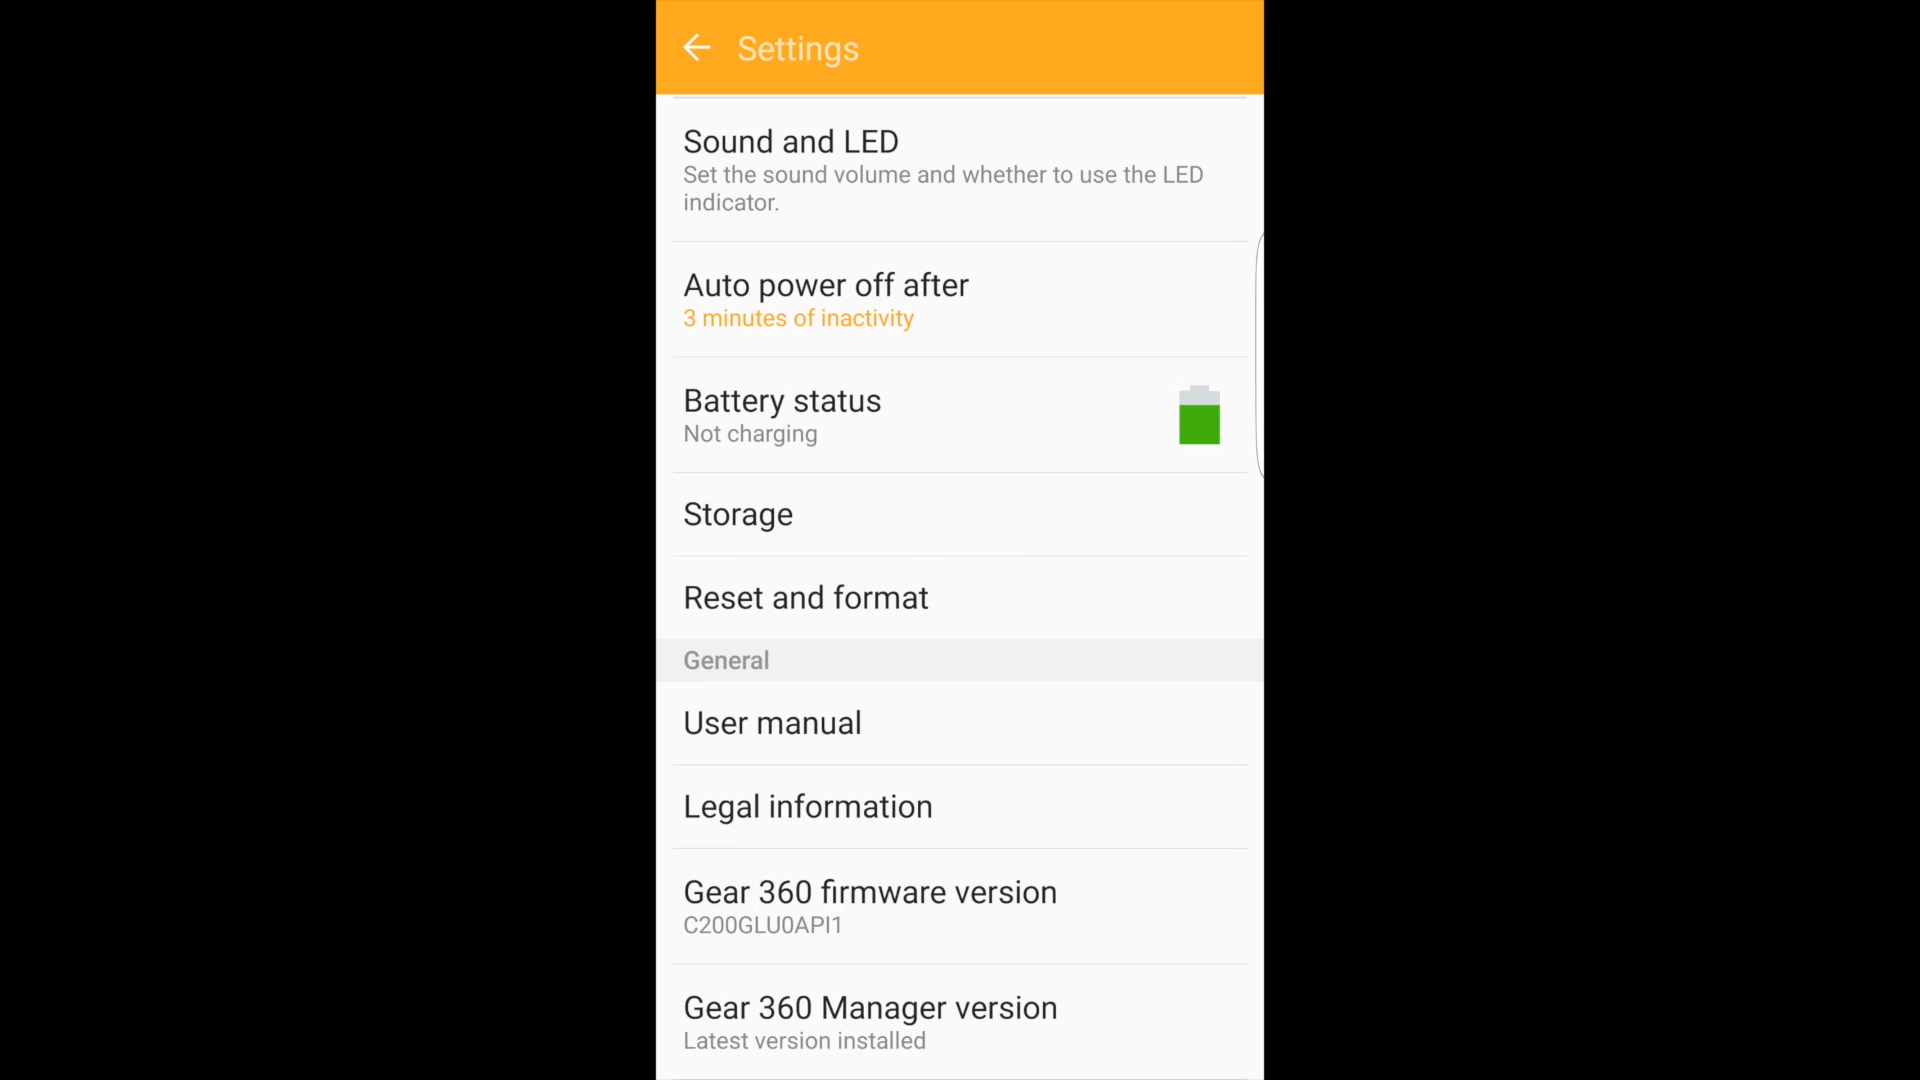 Settings
Sound and LED
Set the sound volume and whether to use the LED
indicator.
Auto power off after
3 minutes of inactivity
Battery status
Not charging
Storage
Reset and format
General
User manual
Legal information
Gear 360 firmware version
C200GLU0API1
Gear 360 Manager version
Latest version installed